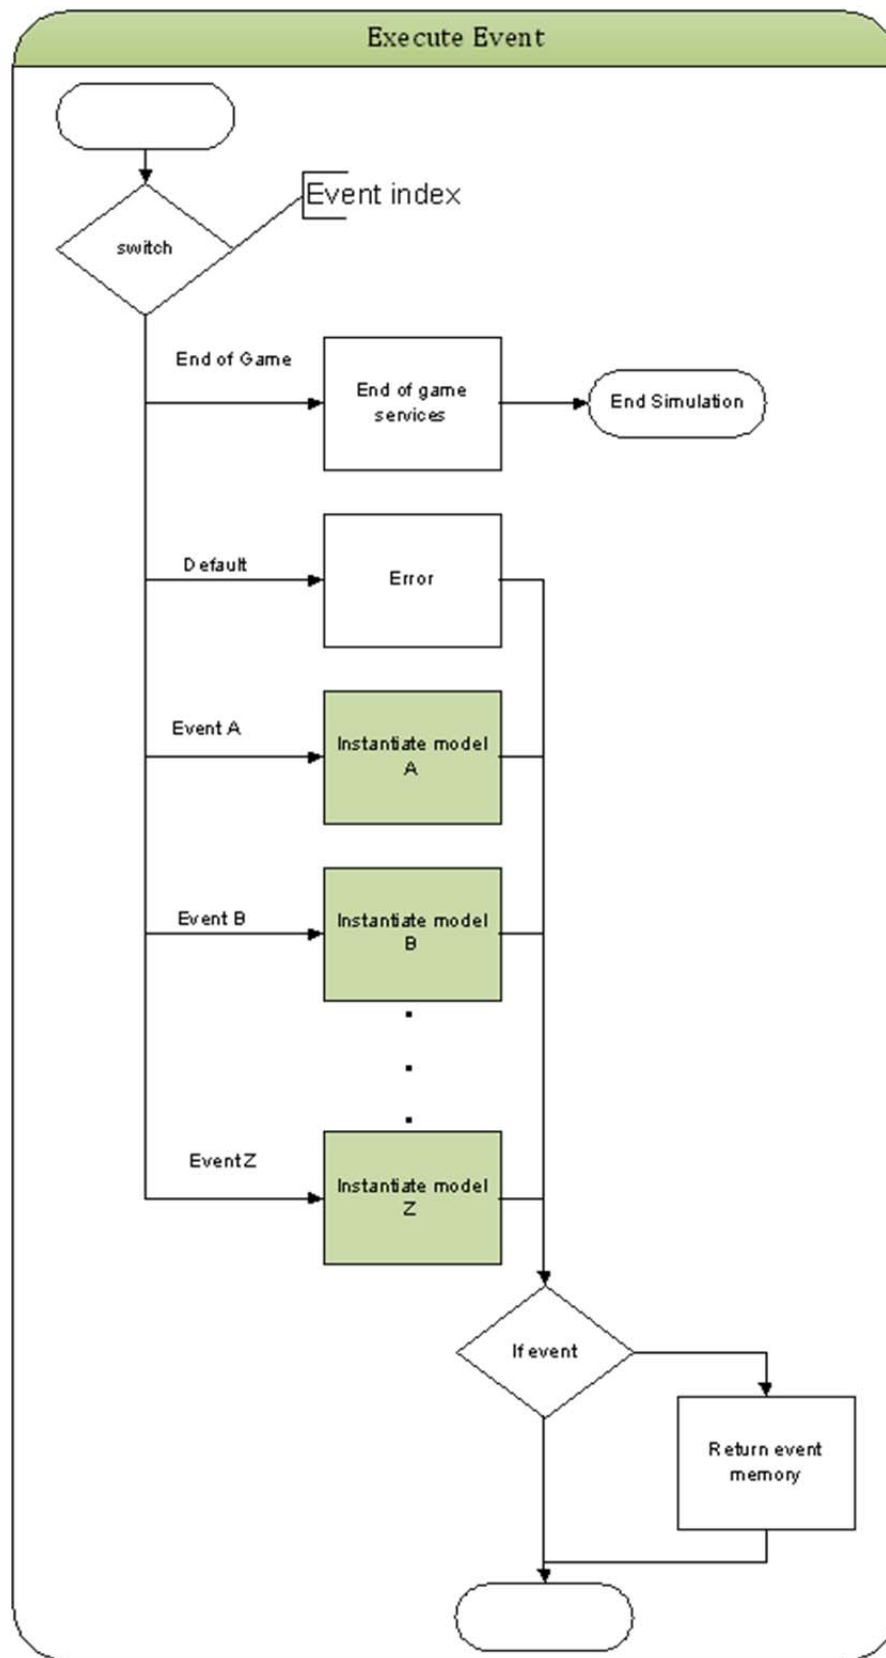 Execute Event
Event index
switch
End of Game
End of game
services
End Simulation
Default
Error
Event A
Instantiate model
A
Event B
Instantiate model
B
Event Z
Instantiate model
Z
If event
Return event
memory